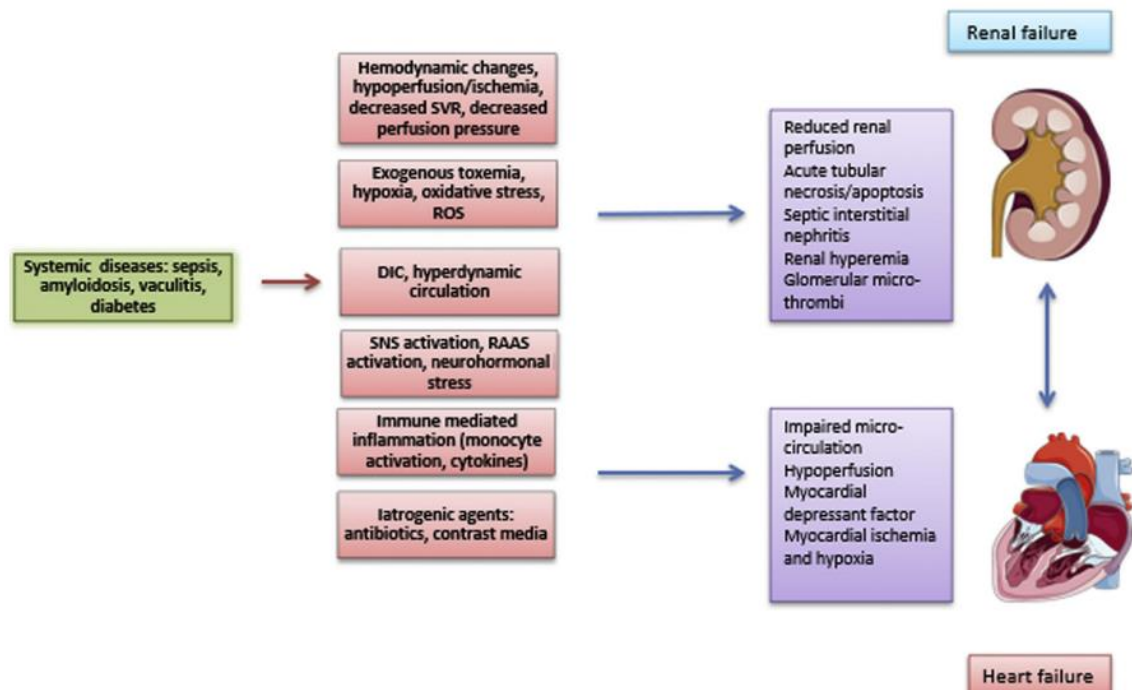 Renal failure
Hemodynamic changes,
hypoperfusion/ischemia,
decreased SVR, decreased
perfusion pressure
Exogenous toxemia,
hypoxia, oxidative stress,
ROS
DIC, hyperdynamic
circulation
SNS activation, RAAS
activation, neurohormonal
stress
Immune mediated
inflammation (monocyte
activation, cytokines)
Iatrogenic agents:
antibiotics, contrast media
Systemic diseases: sepsis,
amyloidosis, vaculitis,
diabetes
Reduced renal
perfusion
Acute tubular
necrosis/apoptosis
Septic interstitial
nephritis
Renal hyperemia
Glomerular micro-
thrombi
Impaired micro-
circulation
Hypoperfusion
Myocardial
depressant factor
Myocardial ischemia
and hypoxia
Heart failure